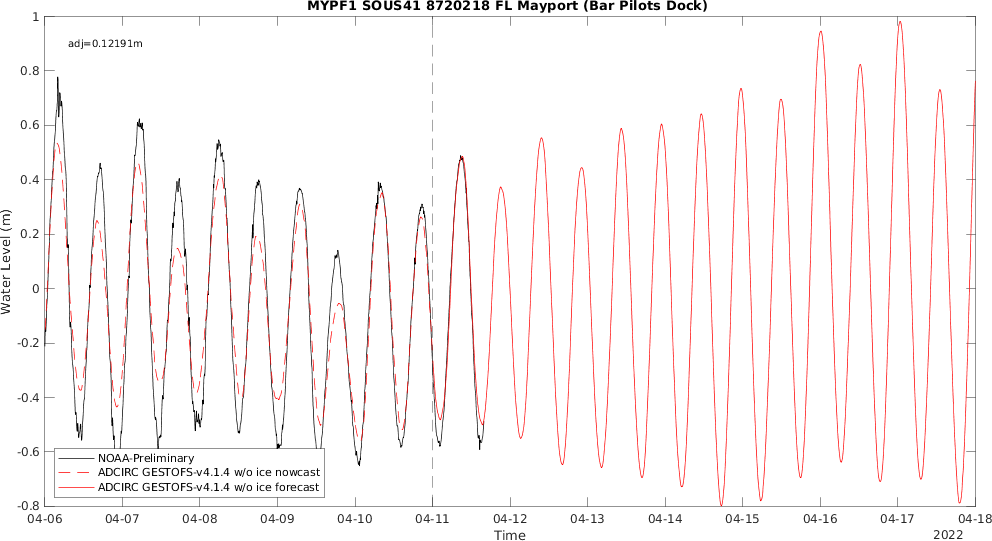 MYPF1 SOUS41 8720218 FL Mayport (Bar Pilots Dock)
adj=0.12191m
1
0.8
0.6
0.4
0.2
0
-0.2
-0.4
-0.6
-0.8
Water Level (m)
NOAA-Preliminary
ADCIRC GESTOFS-v4.1.4 w/o ice nowcast
ADCIRC GESTOFS-v4.1.4 w/o ice forecast
04-06 04-07 04-08 04-09 04-10 04-11 04-12 04-13 04-14 04-15 04-16 04-17 04-18
Time
2022